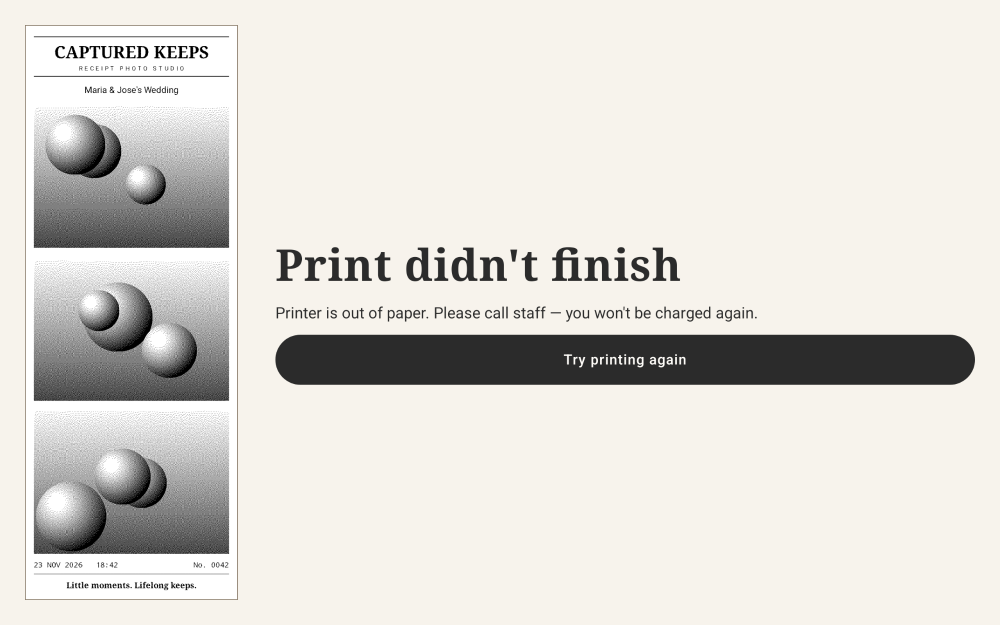 CAPTURED KEEPS
RECEIPT PHOTO STUDIO
Maria & Jose's Wedding
23 NOV 2026 18:42 No. 0042
Little moments. Lifelong keeps.
Print didn't finish
Printer is out of paper. Please call staff — you won't be charged again.
Try printing again